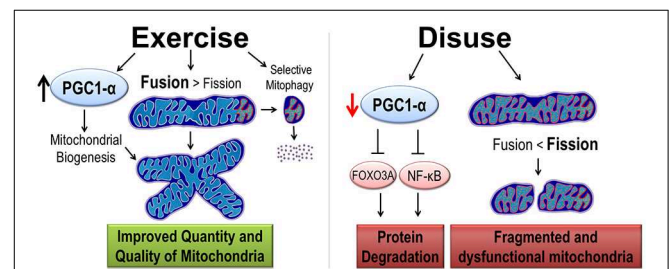 Exercise
PGC1-α
Fusion > Fission
Selective
Mitophagy
Mitochondrial
Biogenesis
Improved Quantity and
Quality of Mitochondria
Disuse
PGC1-α
FOXO3A
NF-κB
Fusion < Fission
Protein
Degradation
Fragmented and
dysfunctional mitochondria